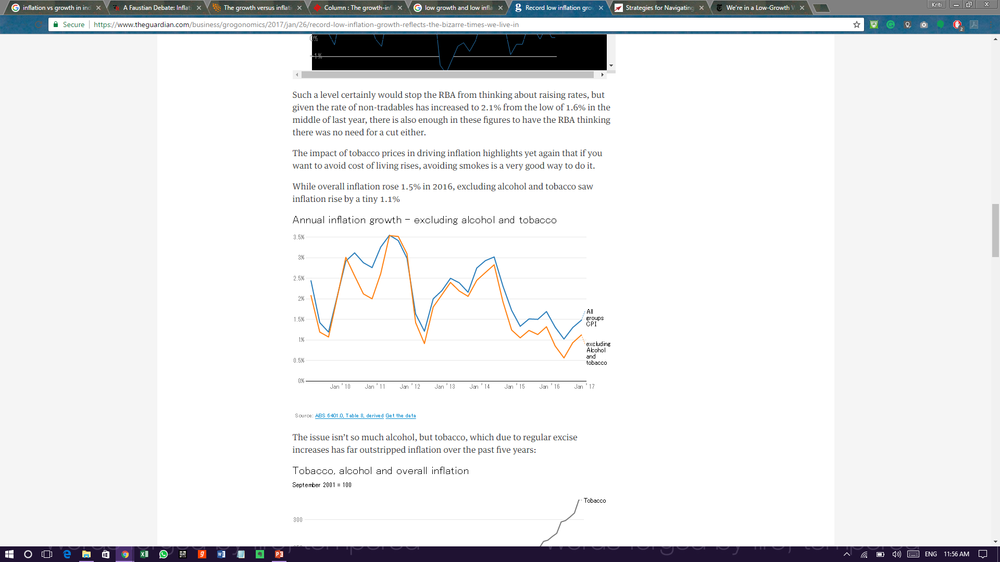 inflation vs growth in ind
A Faustian Debate: Inflat
The growth versus inflati
Column : The growth-inf
low growth and low infla
Record low inflation gro
Strategies for Navigating
We're in a Low-Growth W
Kriti
Secure
https://www.theguardian.com/business/grogonomics/2017/jan/26/record-low-inflation-growth-reflects-the-bizarre-times-we-live-in
2
0%
-1%
Such a level certainly would stop the RBA from thinking about raising rates, but
given the rate of non-tradables has increased to 2.1% from the low of 1.6% in the
middle of last year, there is also enough in these figures to have the RBA thinking
there was no need for a cut either.
The impact of tobacco prices in driving inflation highlights yet again that if you
want to avoid cost of living rises, avoiding smokes is a very good way to do it.
While overall inflation rose 1.5% in 2016, excluding alcohol and tobacco saw
inflation rise by a tiny 1.1%
Annual inflation growth - excluding alcohol and tobacco
3.5%
3%
2.5%
2%
1.5%
1%
0.5%
0%
All
groups
CPI
excluding
Alcohol
and
tobacco
Jan '10 Jan '11 Jan '12 Jan '13 Jan '14 Jan '15 Jan '16 Jan '17
Source: ABS 6401.0, Table 8, derived Get the data
The issue isn't so much alcohol, but tobacco, which due to regular excise
increases has far outstripped inflation over the past five years:
Tobacco, alcohol and overall inflation
September 2001 = 100
Tobacco
300
ENG 11:56 AM